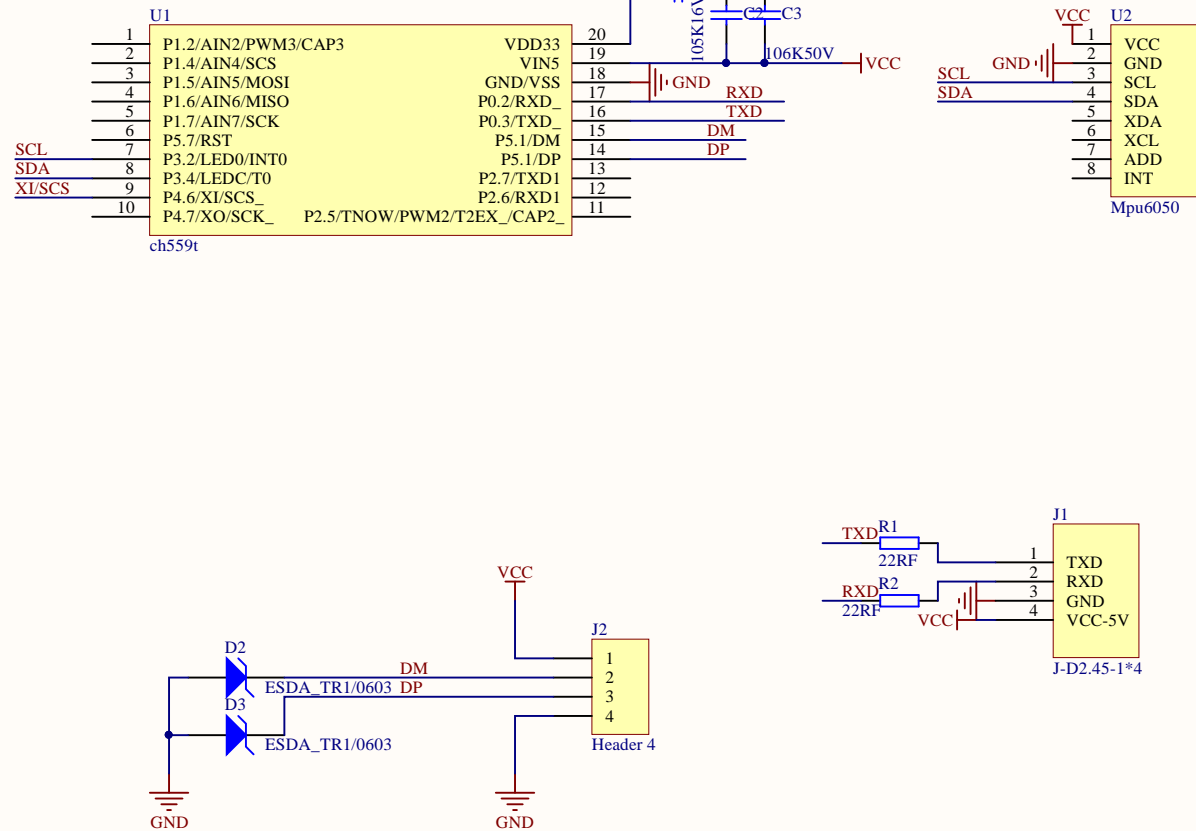 U1
1 P1.2/AIN2/PWM3/CAP3
2 P1.4/AIN4/SCS
3 P1.5/AIN5/MOSI
4 P1.6/AIN6/MISO
5 P1.7/AIN7/SCK
6 P5.7/RST
SCL 7 P3.2/LED0/INT0
SDA 8 P3.4/LEDC/T0
XI/SCS 9 P4.6/XI/SCS_
10 P4.7/XO/SCK_
VDD33 20
VIN5 19
GND/VSS 18 GND
P0.2/RXD_ 17 RXD
P0.3/TXD_ 16 TXD
P5.1/DM 15 DM
P5.1/DP 14 DP
P2.7/TXD1 13
P2.6/RXD1 12
P2.5/TNOW/PWM2/T2EX_/CAP2_ 11
ch559t
105K16V
C2
C3
106K50V
VCC
U2
VCC 1 VCC
GND 2 GND
SCL 3 SCL
SDA 4 SDA
5 XDA
6 XCL
7 ADD
8 INT
Mpu6050
TXD R1
22RF
RXD R2
22RF
J1
1 TXD
2 RXD
3 GND
VCC 4 VCC-5V
J-D2.45-1*4
VCC
J2
1
DM 2
DP 3
4
Header 4
D2
ESDA_TR1/0603
D3
ESDA_TR1/0603
GND
GND